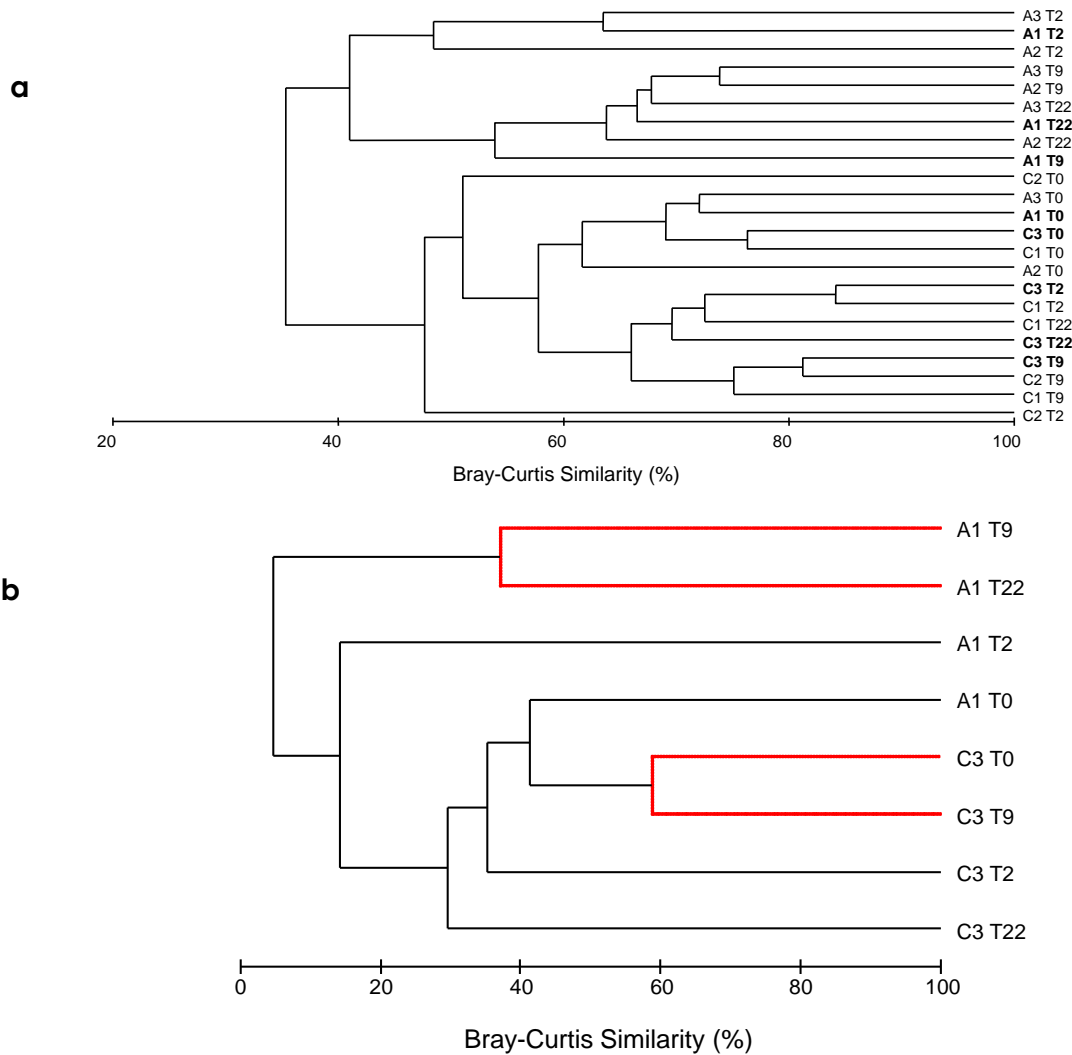 a
A3 T2
A1 T2
A2 T2
A3 T9
A2 T9
A3 T22
A1 T22
A2 T22
A1 T9
C2 T0
A3 T0
A1 T0
C3 T0
C1 T0
A2 T0
C3 T2
C1 T2
C1 T22
C3 T22
C3 T9
C2 T9
C1 T9
C2 T2
20 40 60 80 100
Bray-Curtis Similarity (%)
b
A1 T9
A1 T22
A1 T2
A1 T0
C3 T0
C3 T9
C3 T2
C3 T22
0 20 40 60 80 100
Bray-Curtis Similarity (%)